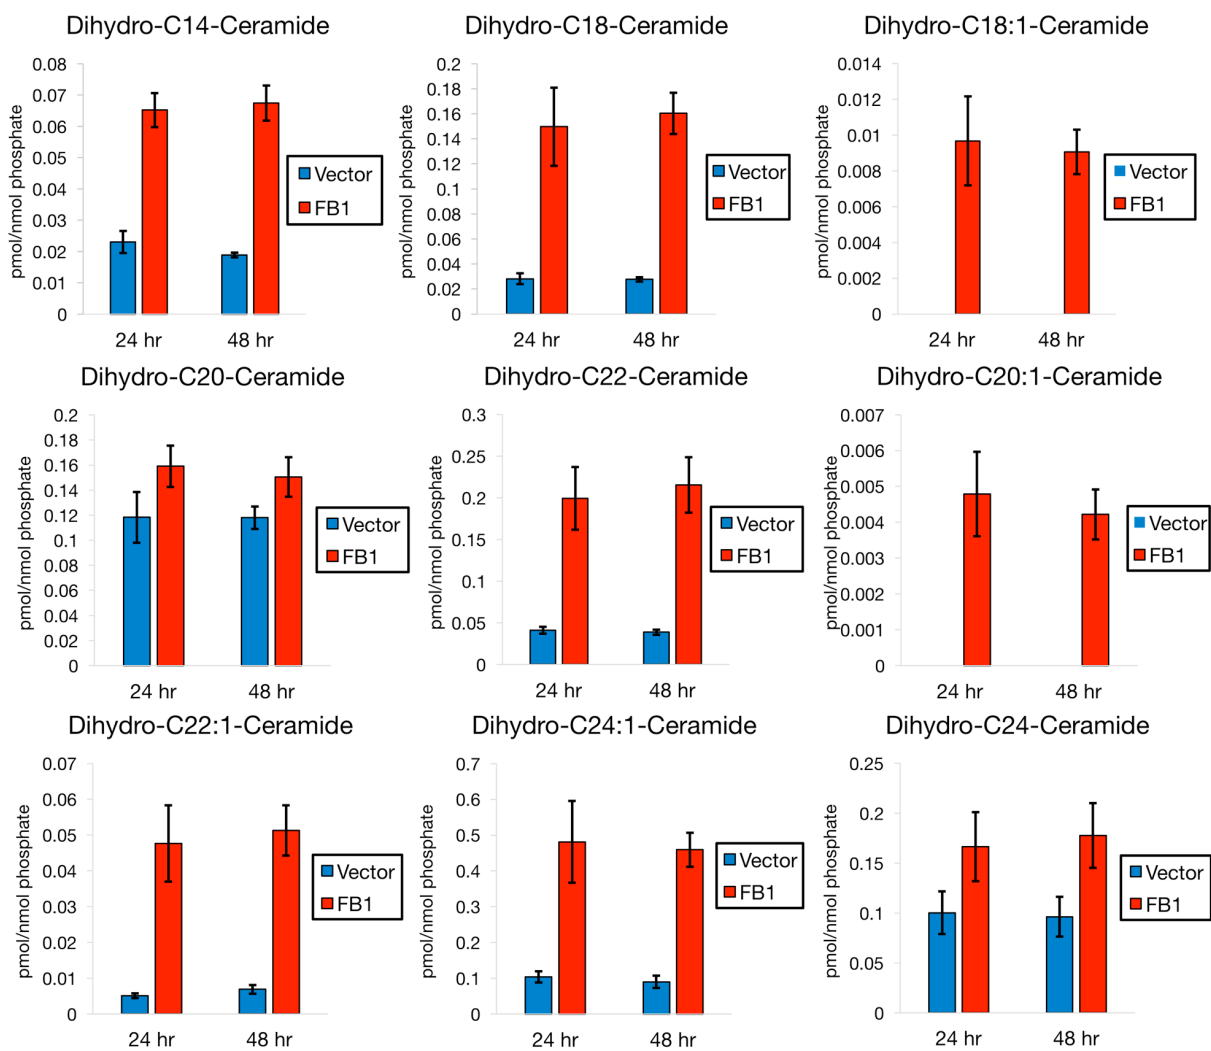 Dihydro-C14-Ceramide
pmol/nmol phosphate
0.08
0.07
0.06
0.05
0.04
0.03
0.02
0.01
0
24 hr
48 hr
Vector
FB1
Dihydro-C18-Ceramide
pmol/nmol phosphate
0.2
0.18
0.16
0.14
0.12
0.1
0.08
0.06
0.04
0.02
0
24 hr
48 hr
Vector
FB1
Dihydro-C18:1-Ceramide
pmol/nmol phosphate
0.014
0.012
0.01
0.008
0.006
0.004
0.002
0
24 hr
48 hr
Vector
FB1
Dihydro-C20-Ceramide
pmol/nmol phosphate
0.2
0.18
0.16
0.14
0.12
0.1
0.08
0.06
0.04
0.02
0
24 hr
48 hr
Vector
FB1
Dihydro-C22-Ceramide
pmol/nmol phosphate
0.3
0.25
0.2
0.15
0.1
0.05
0
24 hr
48 hr
Vector
FB1
Dihydro-C20:1-Ceramide
pmol/nmol phosphate
0.007
0.006
0.005
0.004
0.003
0.002
0.001
0
24 hr
48 hr
Vector
FB1
Dihydro-C22:1-Ceramide
pmol/nmol phosphate
0.07
0.06
0.05
0.04
0.03
0.02
0.01
0
24 hr
48 hr
Vector
FB1
Dihydro-C24:1-Ceramide
pmol/nmol phosphate
0.7
0.6
0.5
0.4
0.3
0.2
0.1
0
24 hr
48 hr
Vector
FB1
Dihydro-C24-Ceramide
pmol/nmol phosphate
0.25
0.2
0.15
0.1
0.05
0
24 hr
48 hr
Vector
FB1